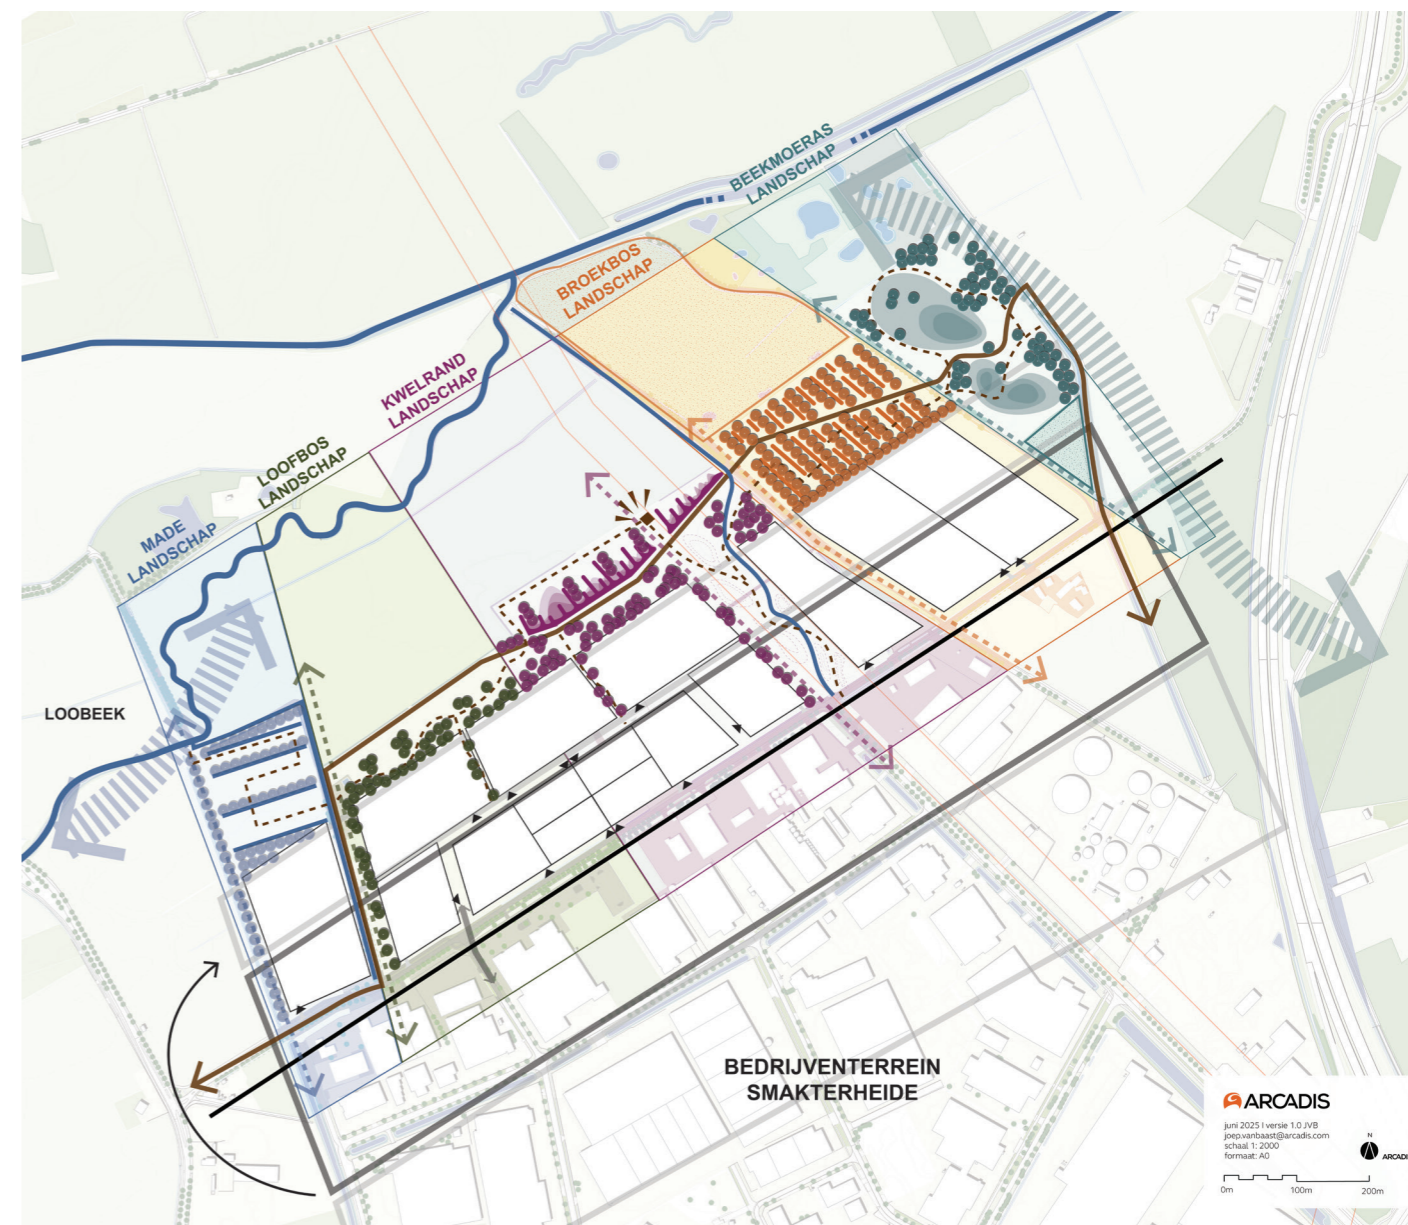 BEEKMOERAS
LANDSCHAP
BROEKBOS
LANDSCHAP
KWELRAND
LANDSCHAP
LOOFBOS
LANDSCHAP
MADE
LANDSCHAP
LOOBEEK
BEDRIJVENTERREIN
SMAKTERHEIDE
ARCADIS
juni 2025 I versie 1.0 JVB
joep.vanbaast@arcadis.com
schaal 1: 2000
formaat: A0
N
ARCADI
0m 100m 200m